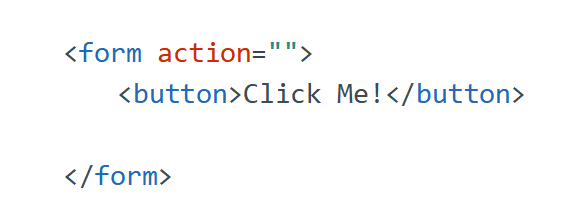 <form action="">
<button>Click Me!</button>
</form>